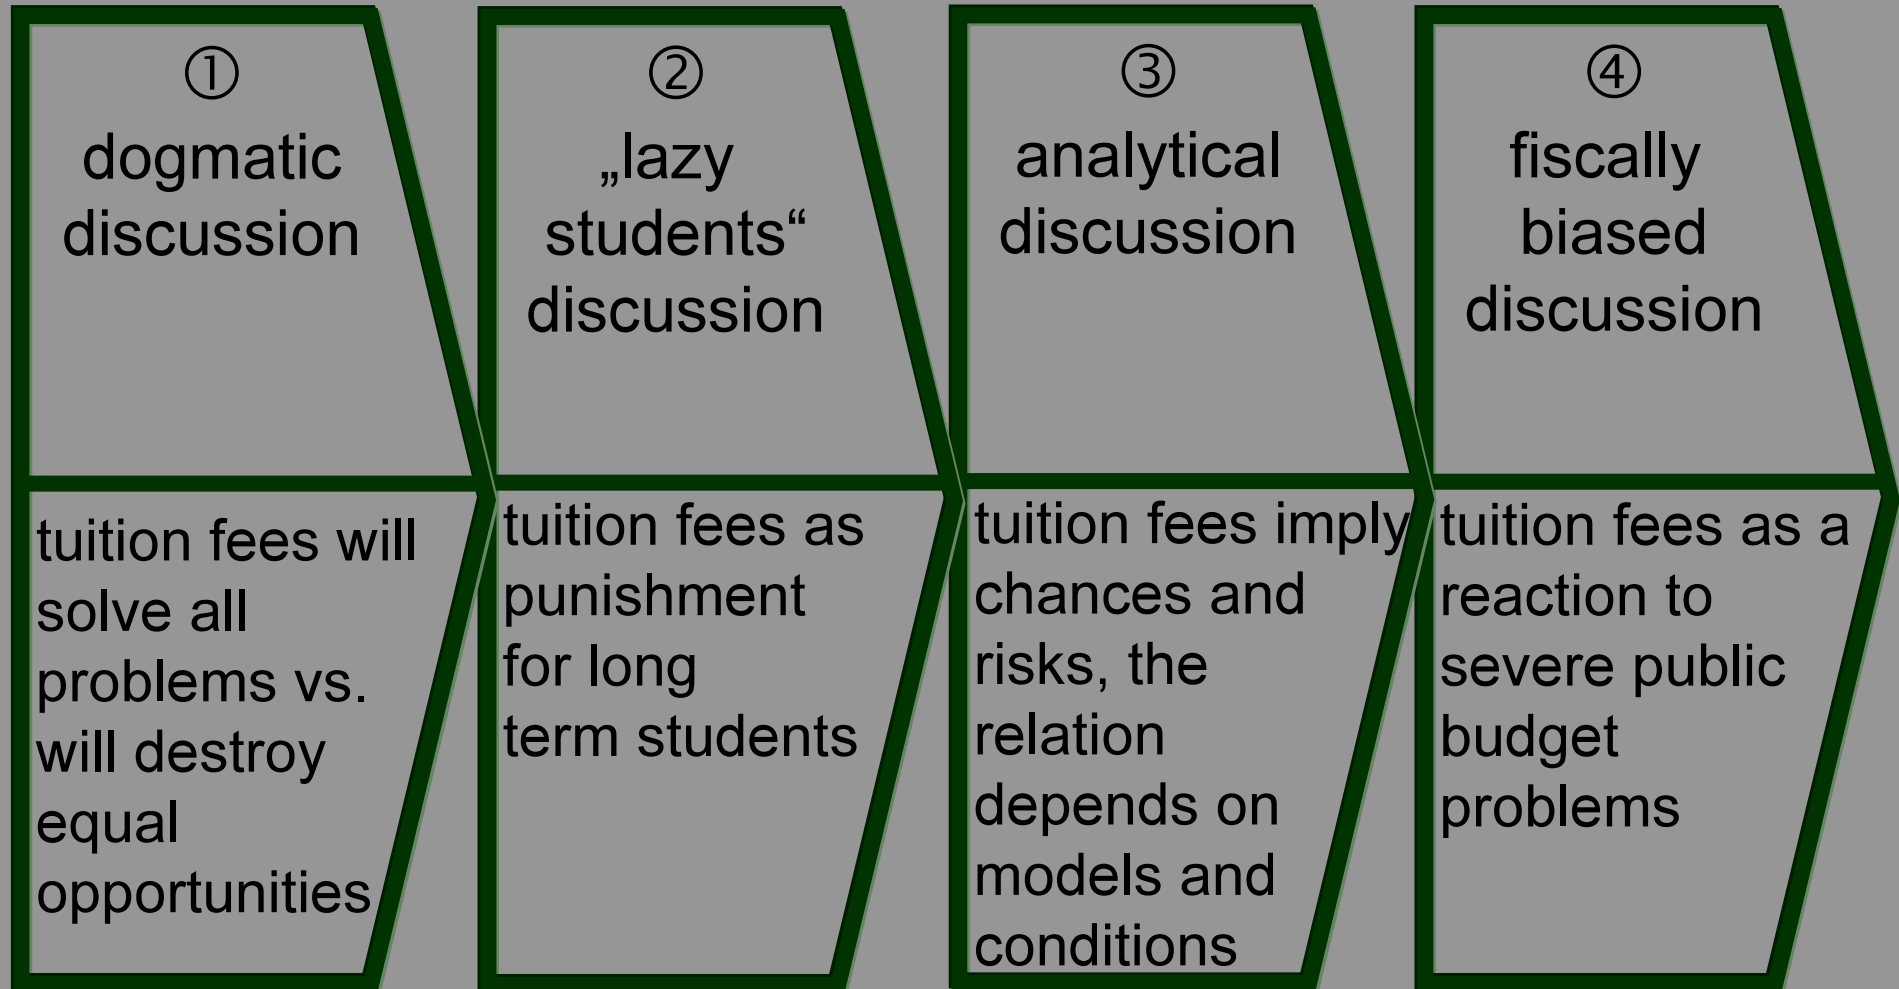 ①
dogmatic
discussion
tuition fees will
solve all
problems vs.
will destroy
equal
opportunities
②
„lazy
students“
discussion
tuition fees as
punishment
for long
term students
③
analytical
discussion
tuition fees imply
chances and
risks, the
relation
depends on
models and
conditions
④
fiscally
biased
discussion
tuition fees as a
reaction to
severe public
budget
problems